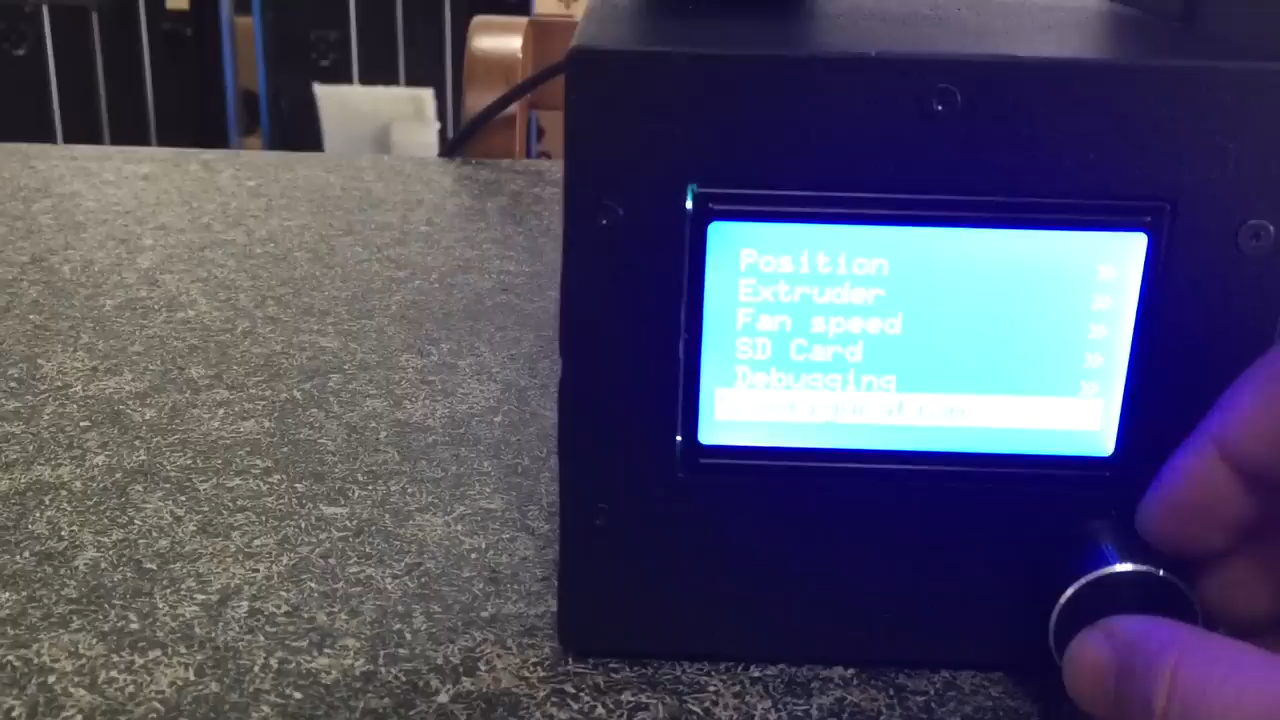 Position »
Extruder »
Fan speed »
SD Card »
Debugging »